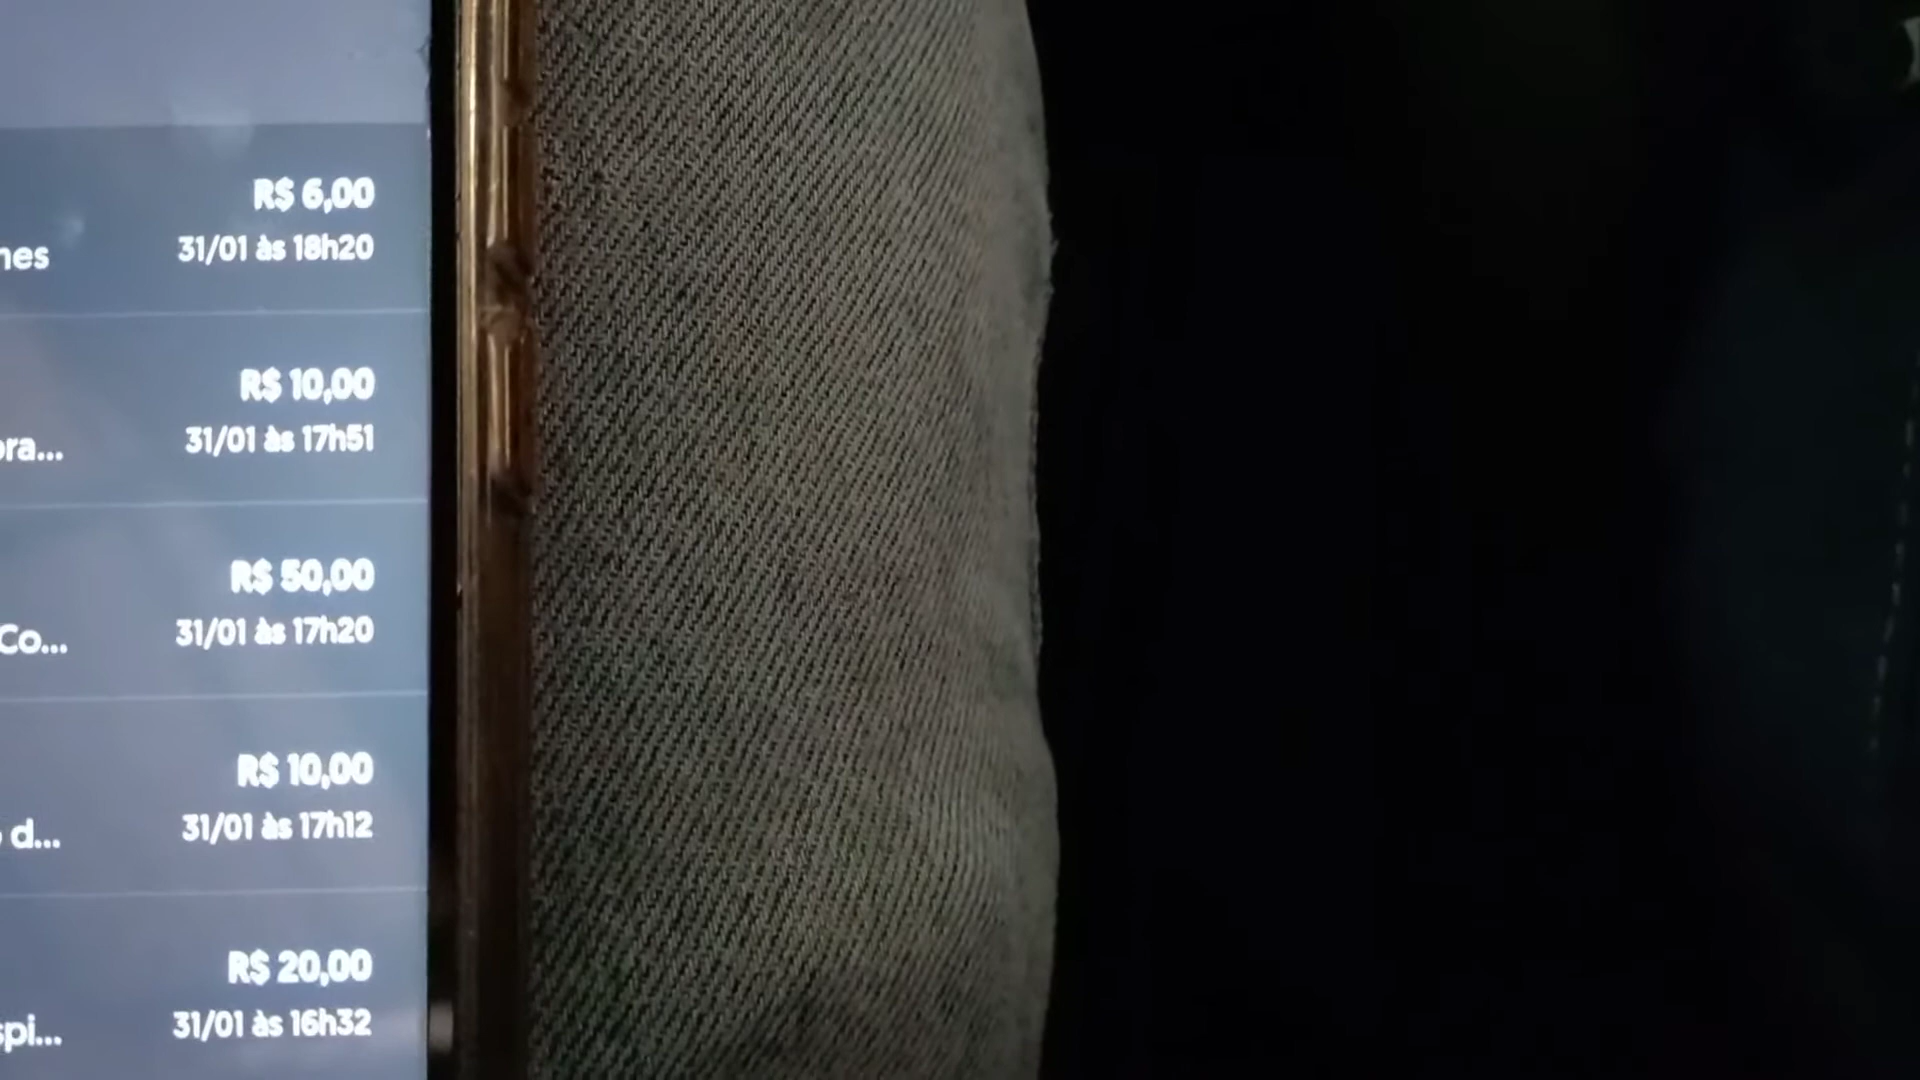 R$ 6,00
nes 31/01 às 18h20
R$ 10,00
ora... 31/01 às 17h51
R$ 50,00
Co... 31/01 às 17h20
R$ 10,00
d... 31/01 às 17h12
R$ 20,00
spi... 31/01 às 16h32